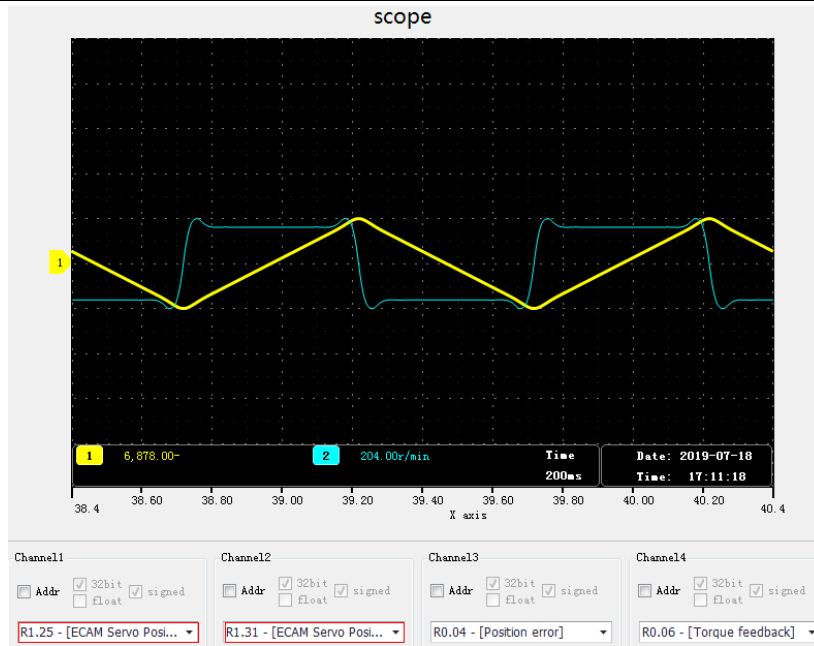 scope
1
1 6,878.00- 2 204.00r/min Time Date: 2019-07-18
200ms Time: 17:11:18
38.4 38.60 38.80 39.00 39.20 39.40 39.60 39.80 40.00 40.20 40.4
X axis
Channel1 Channel2 Channel3 Channel4
Addr 32bit signed Addr 32bit signed Addr 32bit signed Addr 32bit signed
float float float float
R1.25 - [ECAM Servo Posi... R1.31 - [ECAM Servo Posi... R0.04 - [Position error] R0.06 - [Torque feedback]